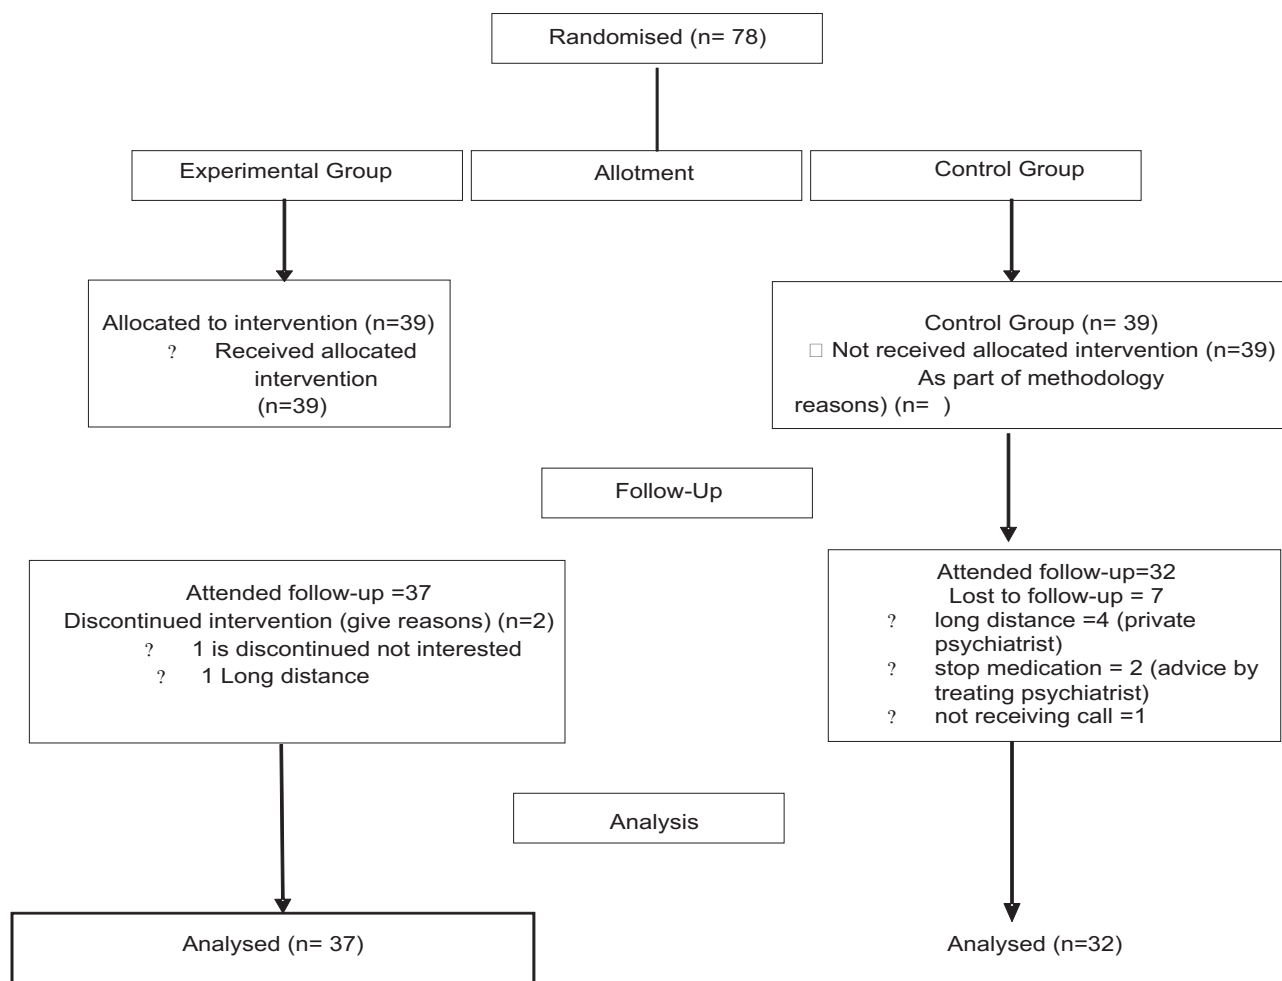 Randomised (n= 78)
Experimental Group
Allotment
Control Group
Allocated to intervention (n=39)
? Received allocated
intervention
(n=39)
Control Group (n= 39)
□ Not received allocated intervention (n=39)
As part of methodology
reasons) (n=  )
Follow-Up
Attended follow-up =37
Discontinued intervention (give reasons) (n=2)
? 1 is discontinued not interested
? 1 Long distance
Attended follow-up=32
Lost to follow-up = 7
? long distance =4 (private
psychiatrist)
? stop medication = 2 (advice by
treating psychiatrist)
? not receiving call =1
Analysis
Analysed (n= 37)
Analysed (n=32)